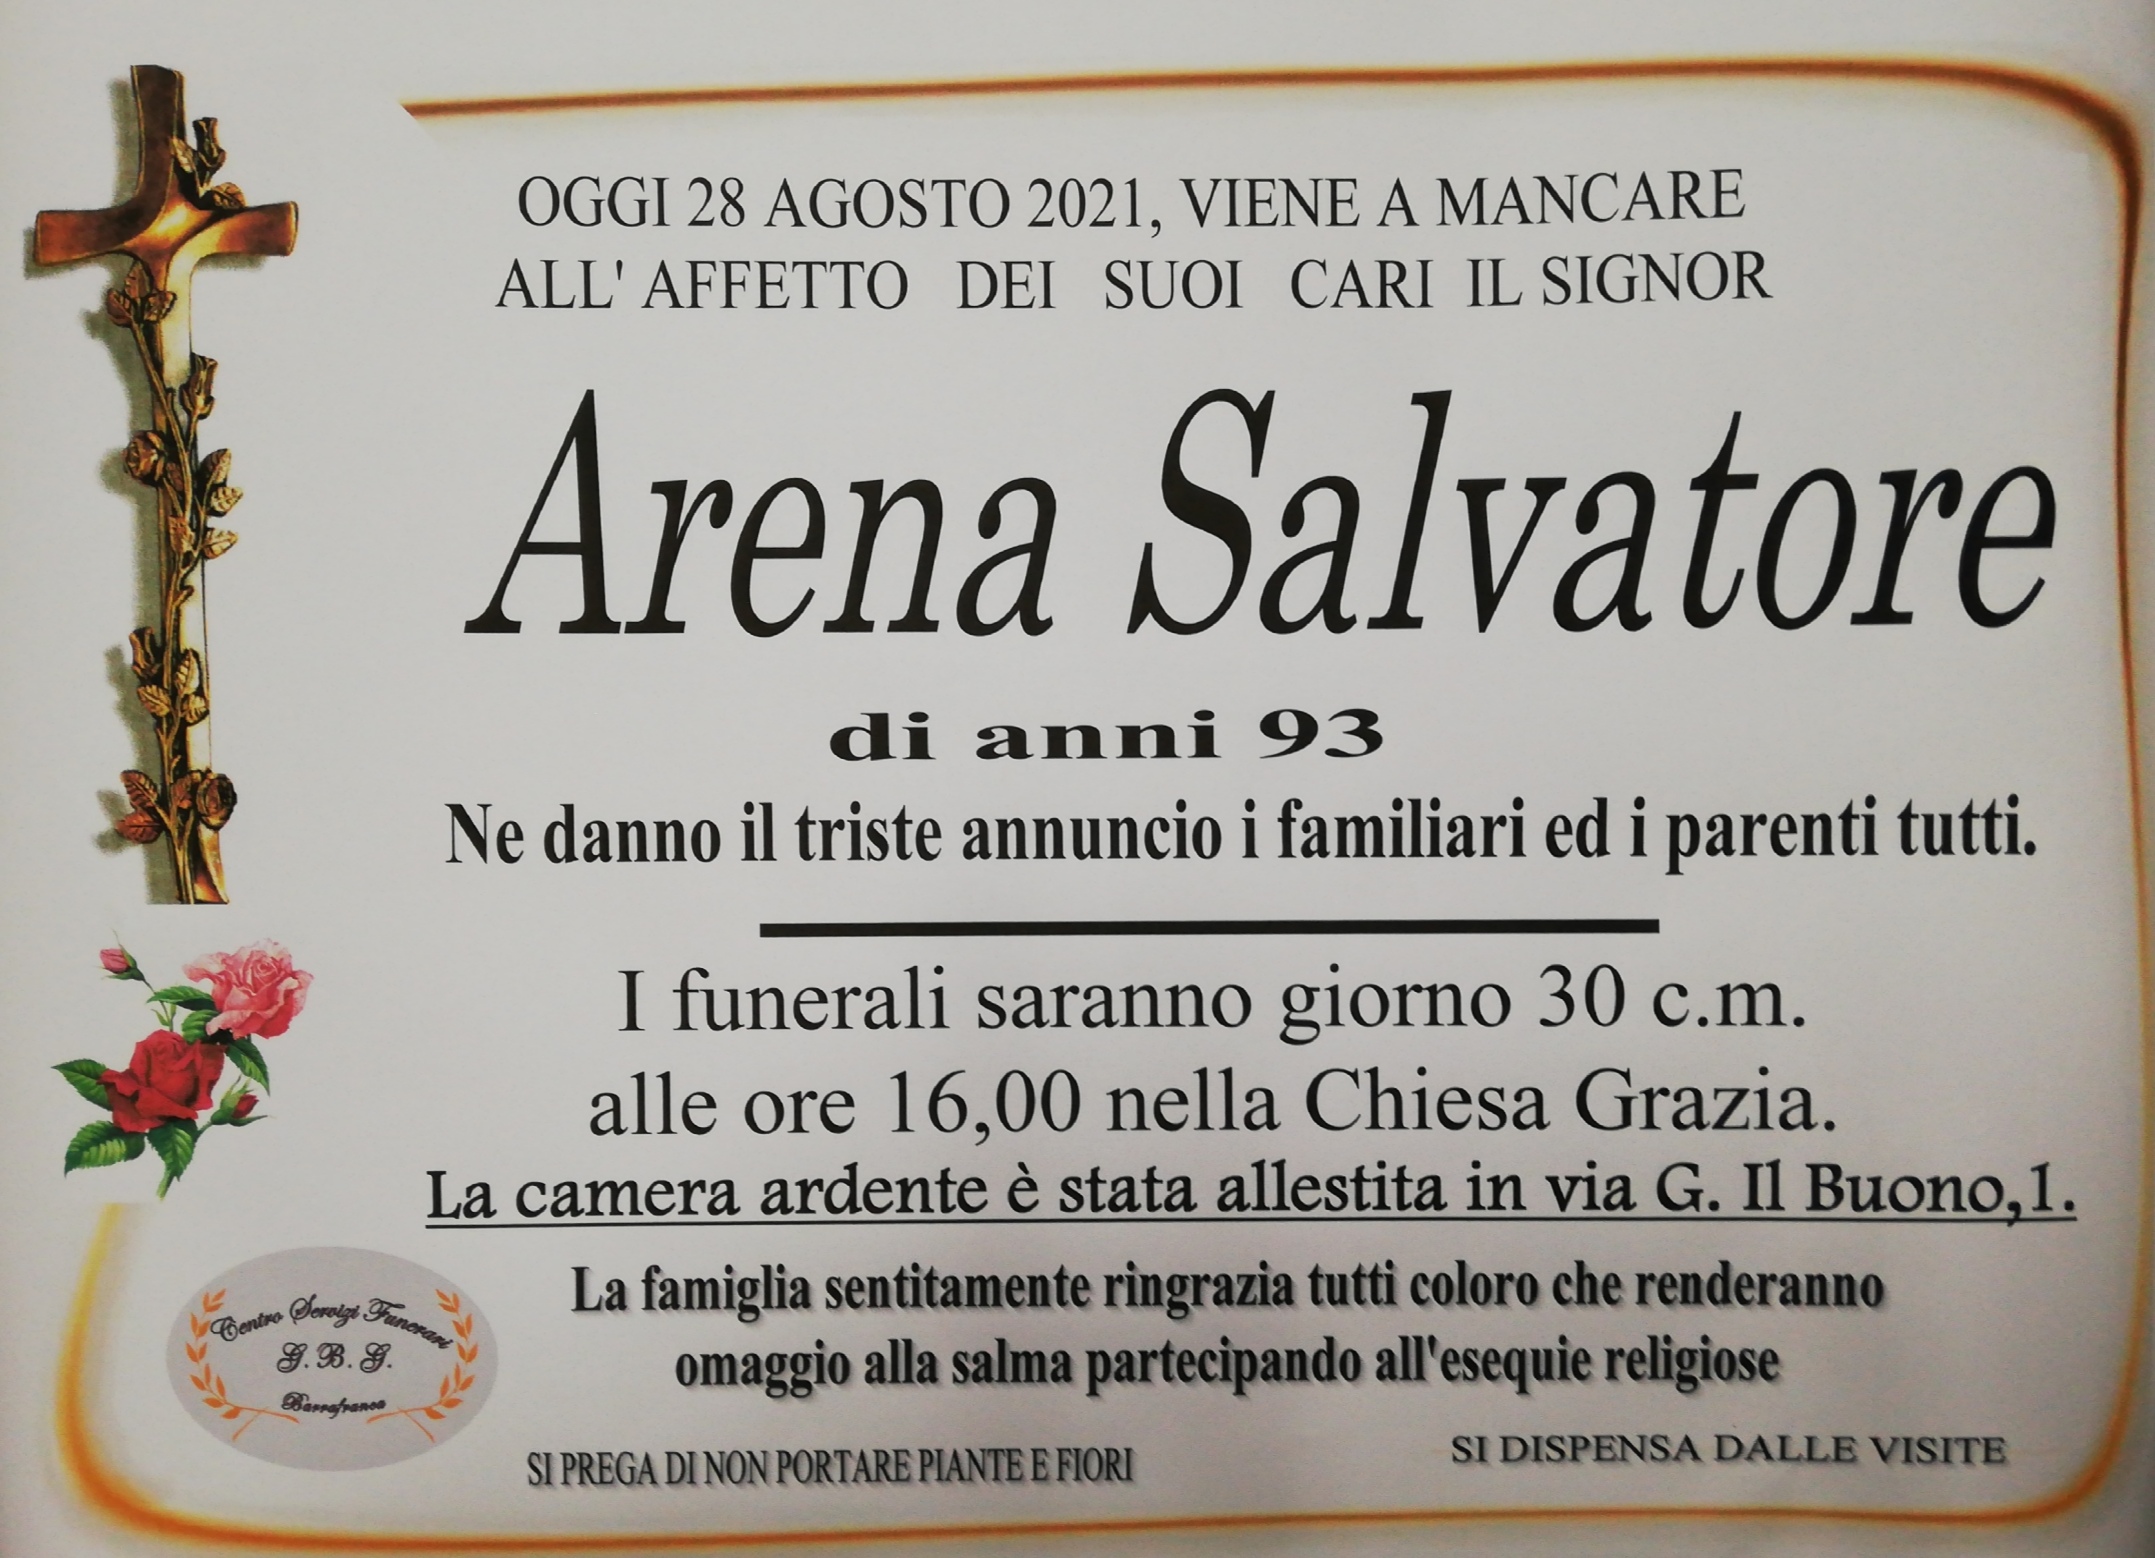 OGGI 28 AGOSTO 2021, VIENE A MANCARE
ALL' AFFETTO DEI SUOI CARI IL SIGNOR
Arena Salvatore
di anni 93
Ne danno il triste annuncio i familiari ed i parenti tutti.
I funerali saranno giorno 30 c.m.
alle ore 16,00 nella Chiesa Grazia.
La camera ardente è stata allestita in via G. Il Buono,1.
La famiglia sentitamente ringrazia tutti coloro che renderanno
omaggio alla salma partecipando all'esequie religiose
Centro Servizi Funerari
G. B. G.
Barrafranca
SI PREGA DI NON PORTARE PIANTE E FIORI
SI DISPENSA DALLE VISITE